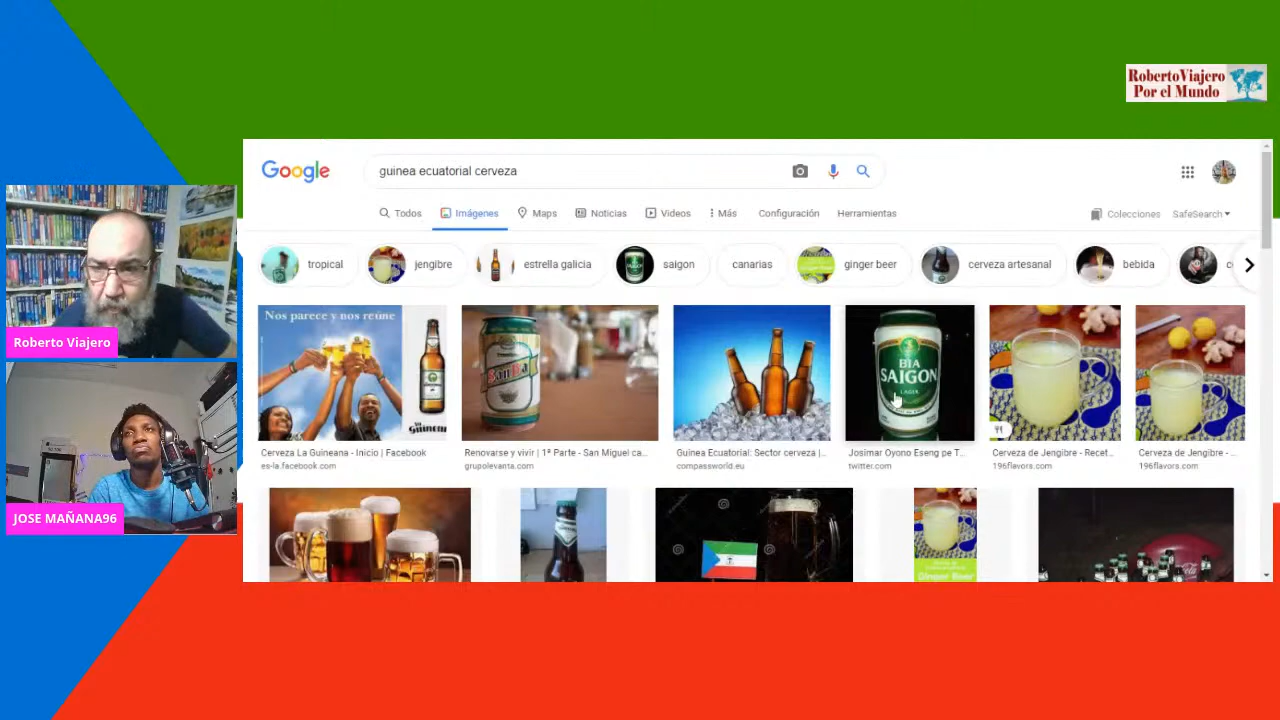 RobertoViajero
Por el Mundo
Google
guinea ecuatorial cerveza
Todos
Imágenes
Maps
Noticias
Videos
Más
Configuración
Herramientas
Colecciones
SafeSearch
tropical
jengibre
estrella galicia
saigon
canarias
ginger beer
cerveza artesanal
bebida
Nos parece y nos reúne
BIA
SAIGON
LAGER
Cerveza La Guineana - Inicio | Facebook
es-la.facebook.com
Renovarse y vivir | 1ª Parte - San Miguel ca...
grupolevanta.com
Guinea Ecuatorial: Sector cerveza |...
compassworld.eu
Josimar Oyono Eseng pe T...
twitter.com
Cerveza de Jengibre - Recet...
196flavors.com
Cerveza de Jengibre - ...
196flavors.com
Ginger Beer
Roberto Viajero
JOSE MAÑANA96